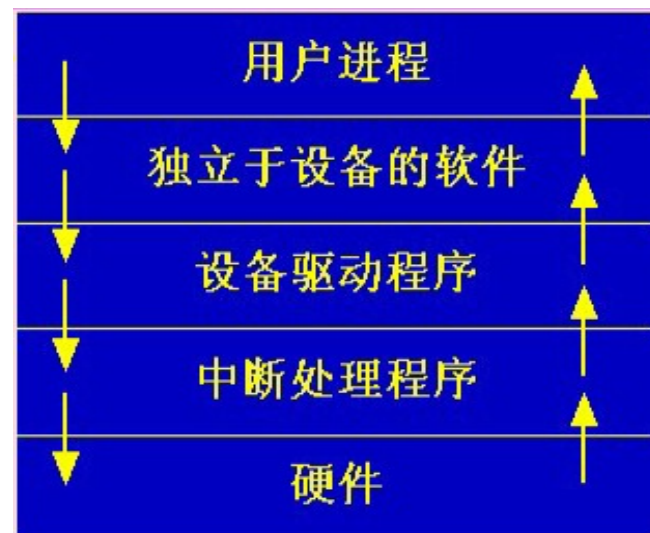 用户进程
独立于设备的软件
设备驱动程序
中断处理程序
硬件